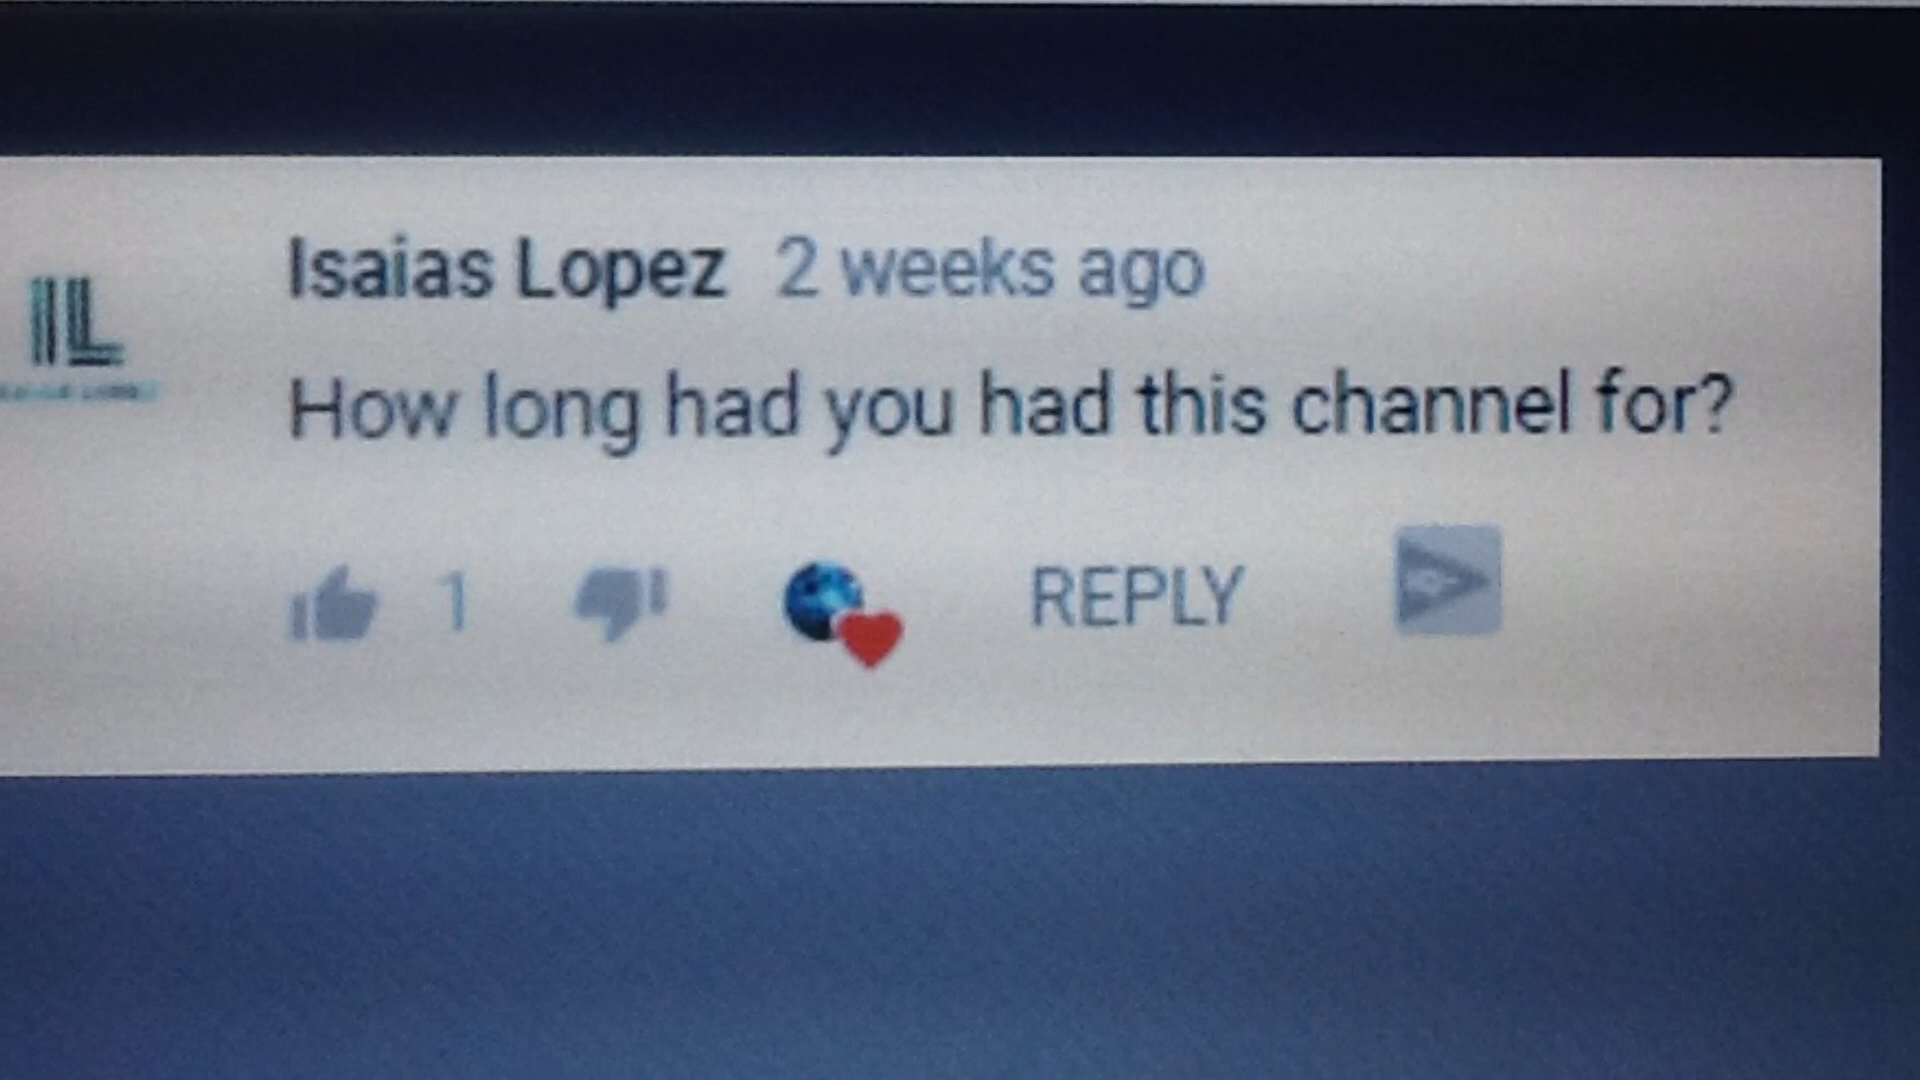 Isaias Lopez 2 weeks ago
IL
How long had you had this channel for?
1
REPLY